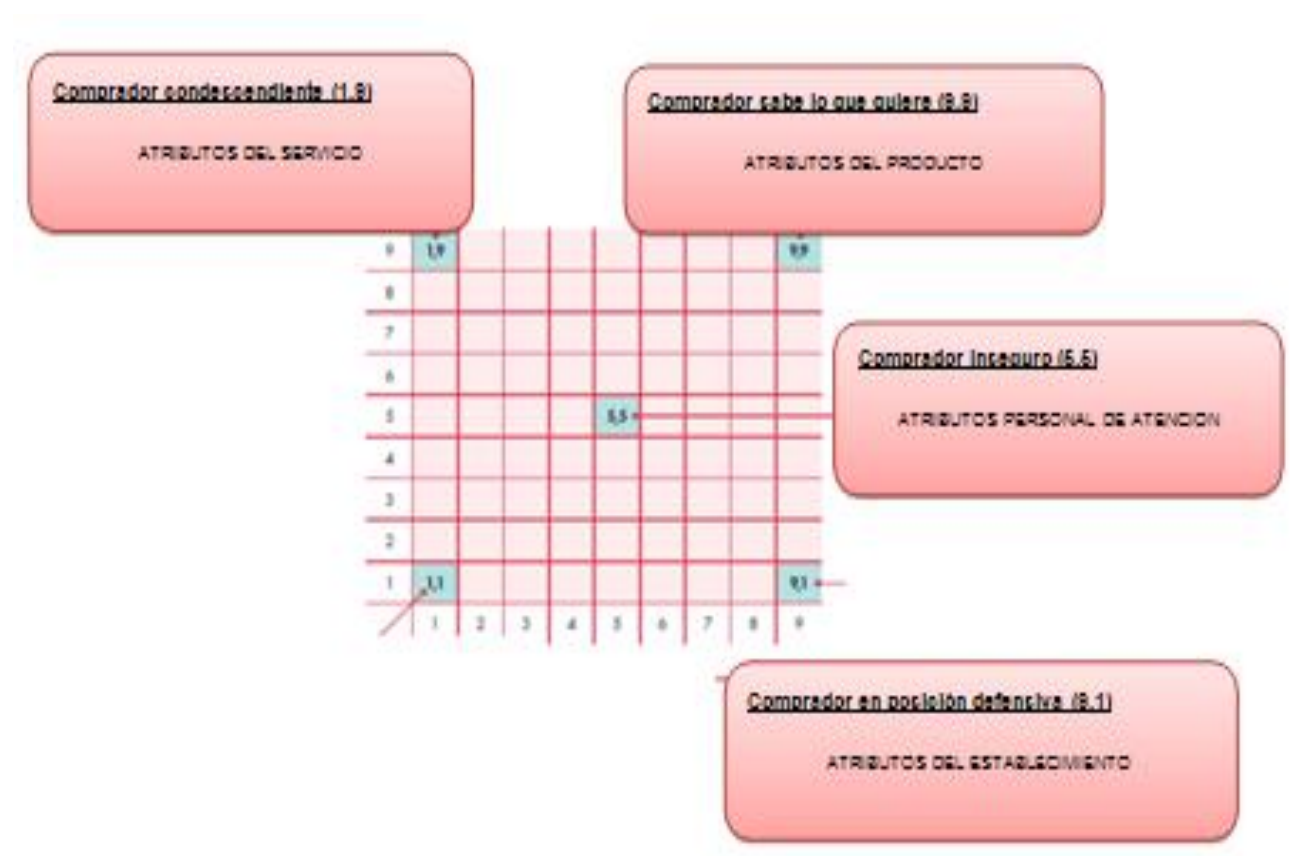 Comprador condescendiente (1.9)
ATRIBUTOS DEL SERVICIO
Comprador sabe lo que quiere (9.9)
ATRIBUTOS DEL PRODUCTO
9 1,9 9,9
8
7
6
Comprador Inseguro (5.5)
ATRIBUTOS PERSONAL DE ATENCION
5 5,5
4
3
2
1 1,1 9,1
1 2 3 4 5 6 7 8 9
Comprador en posición defensiva (9.1)
ATRIBUTOS DEL ESTABLECIMIENTO